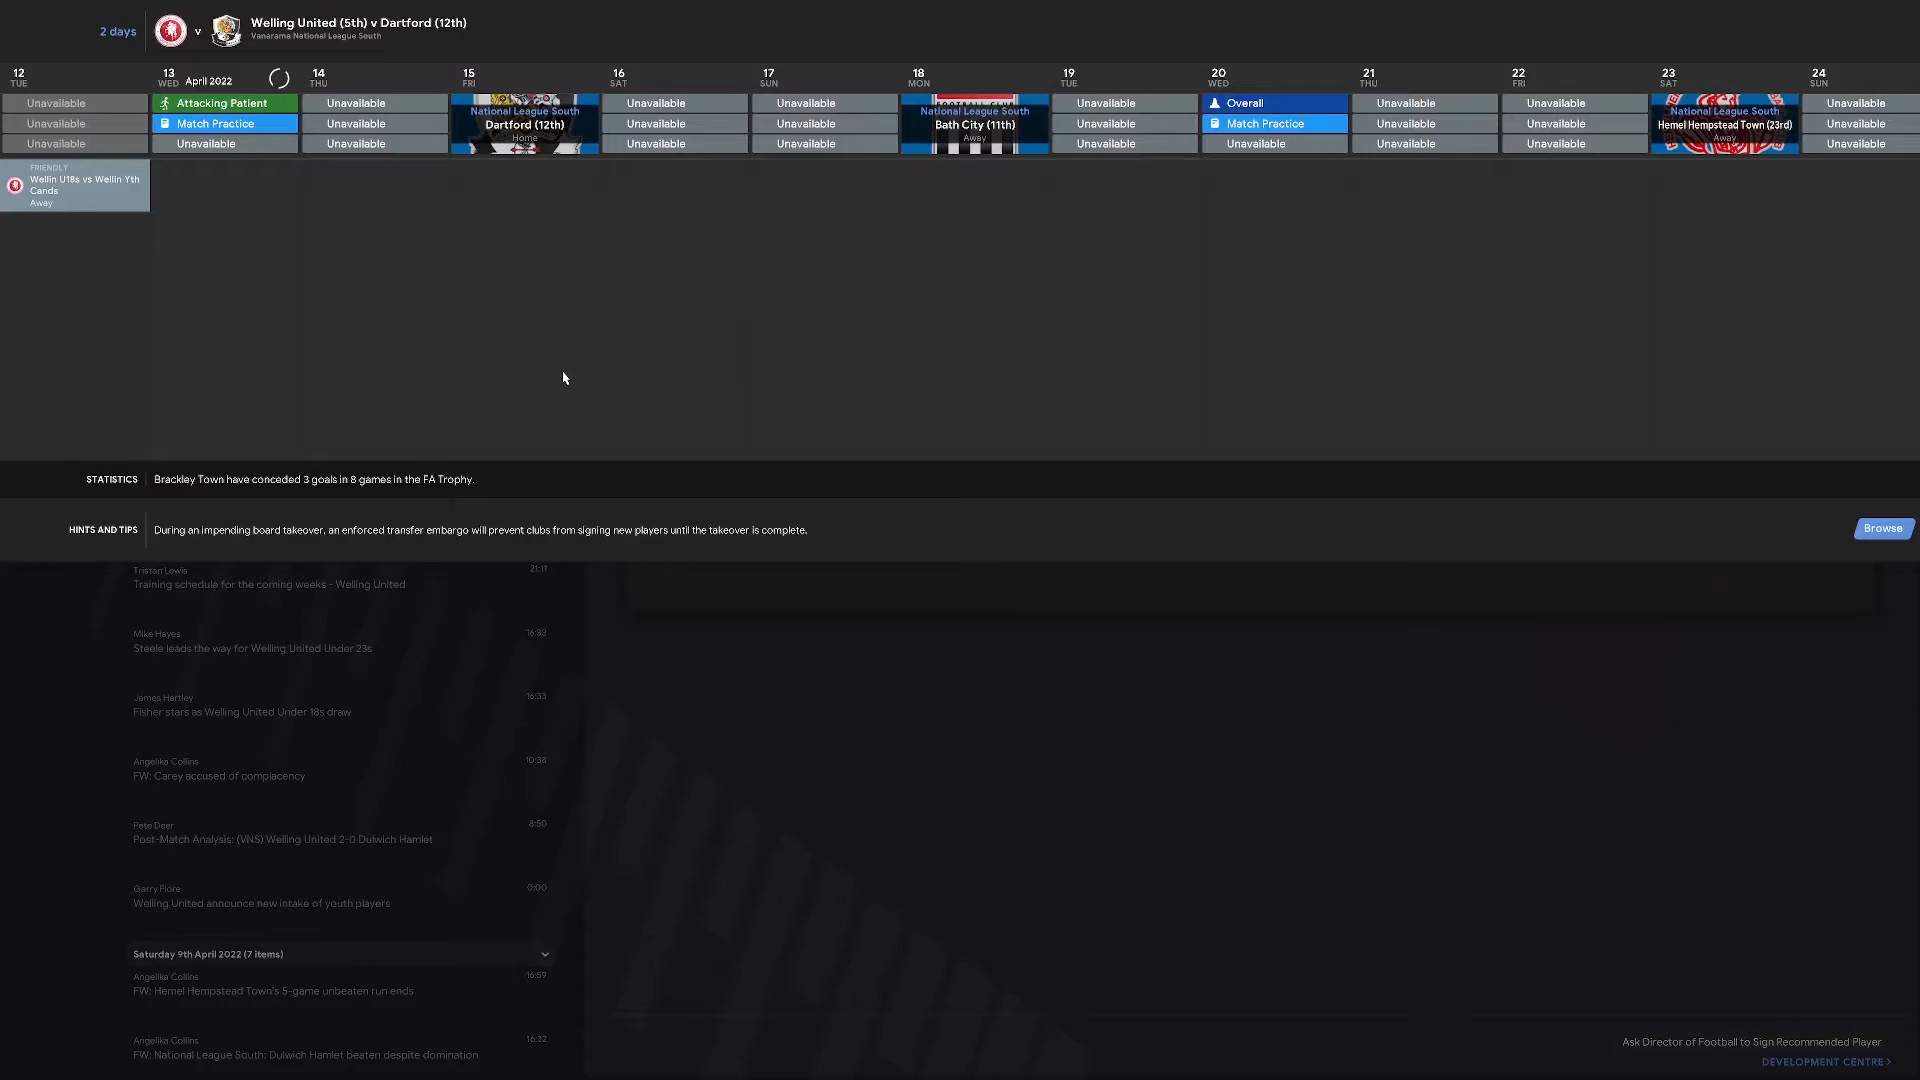 2 days
v
Welling United (5th) v Dartford (12th)
Vanarama National League South
12 TUE
13 WED April 2022
14 THU
15 FRI
16 SAT
17 SUN
18 MON
19 TUE
20 WED
21 THU
22 FRI
23 SAT
24 SUN
Unavailable Attacking Patient Unavailable National League South Unavailable Unavailable National League South Unavailable Overall Unavailable Unavailable National League South Unavailable
Unavailable Match Practice Unavailable Dartford (12th) Unavailable Unavailable Bath City (11th) Unavailable Match Practice Unavailable Unavailable Hemel Hempstead Town (23rd) Unavailable
Unavailable Unavailable Unavailable Home Unavailable Unavailable Away Unavailable Unavailable Unavailable Unavailable Away Unavailable
FRIENDLY
Wellin U18s vs Wellin Yth
Cands
Away
STATISTICS Brackley Town have conceded 3 goals in 8 games in the FA Trophy.
HINTS AND TIPS During an impending board takeover, an enforced transfer embargo will prevent clubs from signing new players until the takeover is complete.
Browse
Tristan Lewis 21:11
Training schedule for the coming weeks - Welling United
Mike Hayes 16:33
Steele leads the way for Welling United Under 23s
James Hartley 16:33
Fisher stars as Welling United Under 18s draw
Angelika Collins 10:38
FW: Carey accused of complacency
Pete Deer 8:50
Post-Match Analysis: (VNS) Welling United 2-0 Dulwich Hamlet
Garry Fiore 0:00
Welling United announce new intake of youth players
Saturday 9th April 2022 (7 items)
Angelika Collins 16:59
FW: Hemel Hempstead Town's 5-game unbeaten run ends
Angelika Collins 16:32
FW: National League South: Dulwich Hamlet beaten despite domination
Ask Director of Football to Sign Recommended Player
DEVELOPMENT CENTRE >